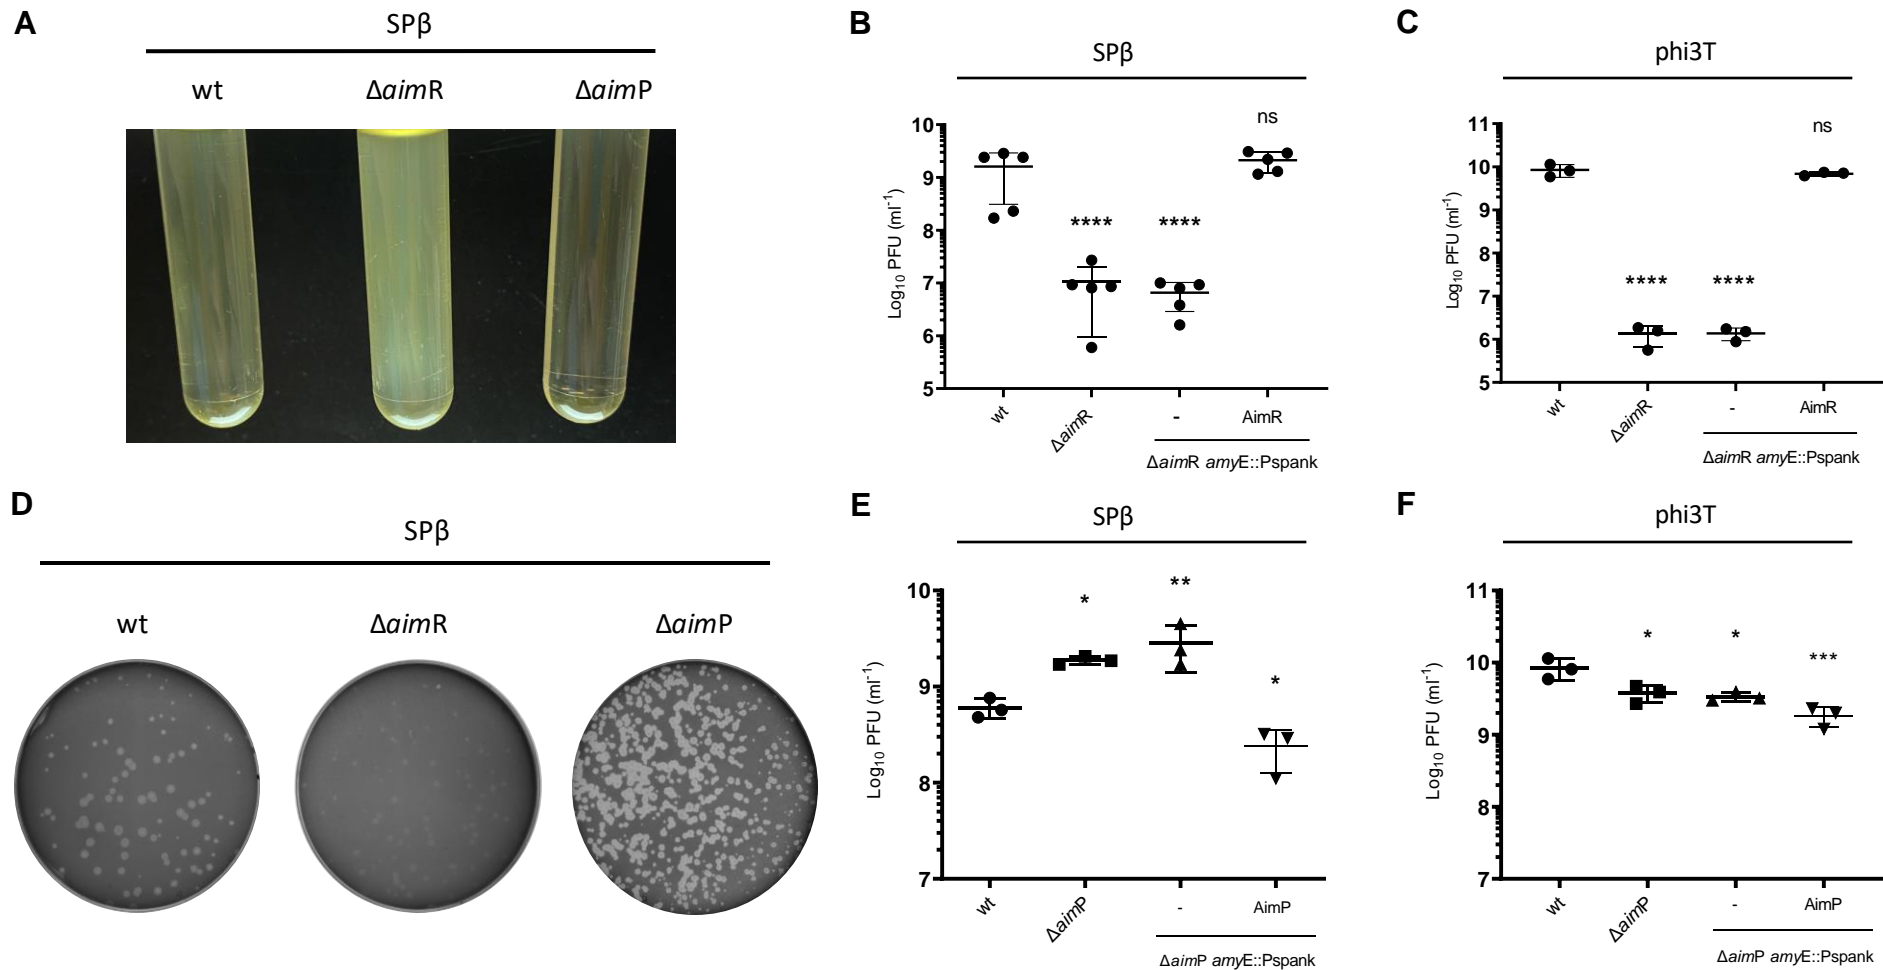 A
SPβ
wt ΔaimR ΔaimP
B
SPβ
Log10 PFU (ml-1)
10
9
8
7
6
5
****
****
ns
wt
ΔaimR
-
AimR
ΔaimR amyE::Pspank
C
phi3T
Log10 PFU (ml-1)
11
10
9
8
7
6
5
****
****
ns
wt
ΔaimR
-
AimR
ΔaimR amyE::Pspank
D
SPβ
wt ΔaimR ΔaimP
E
SPβ
Log10 PFU (ml-1)
10
9
8
7
*
**
*
wt
ΔaimP
-
AimP
ΔaimP amyE::Pspank
F
phi3T
Log10 PFU (ml-1)
11
10
9
8
7
*
*
***
wt
ΔaimP
-
AimP
ΔaimP amyE::Pspank